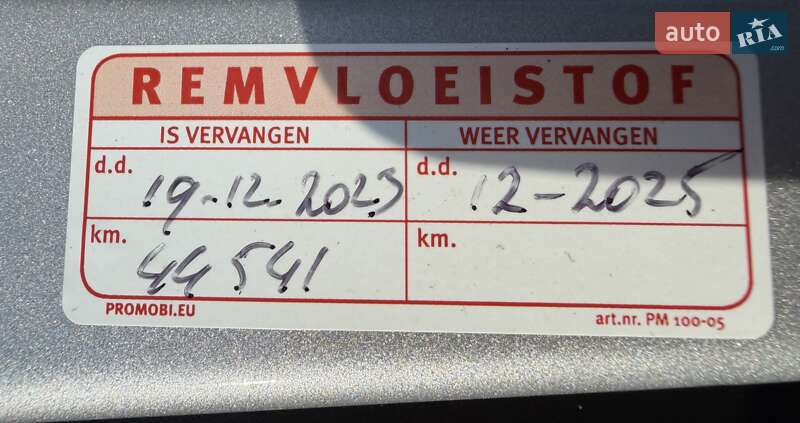 auto RIA .com
REMVLOEISTOF
IS VERVANGEN WEER VERVANGEN
d.d. 19-12-2023 d.d. 12-2025
km. 44541 km.
PROMOBI.EU art.nr. PM 100-05